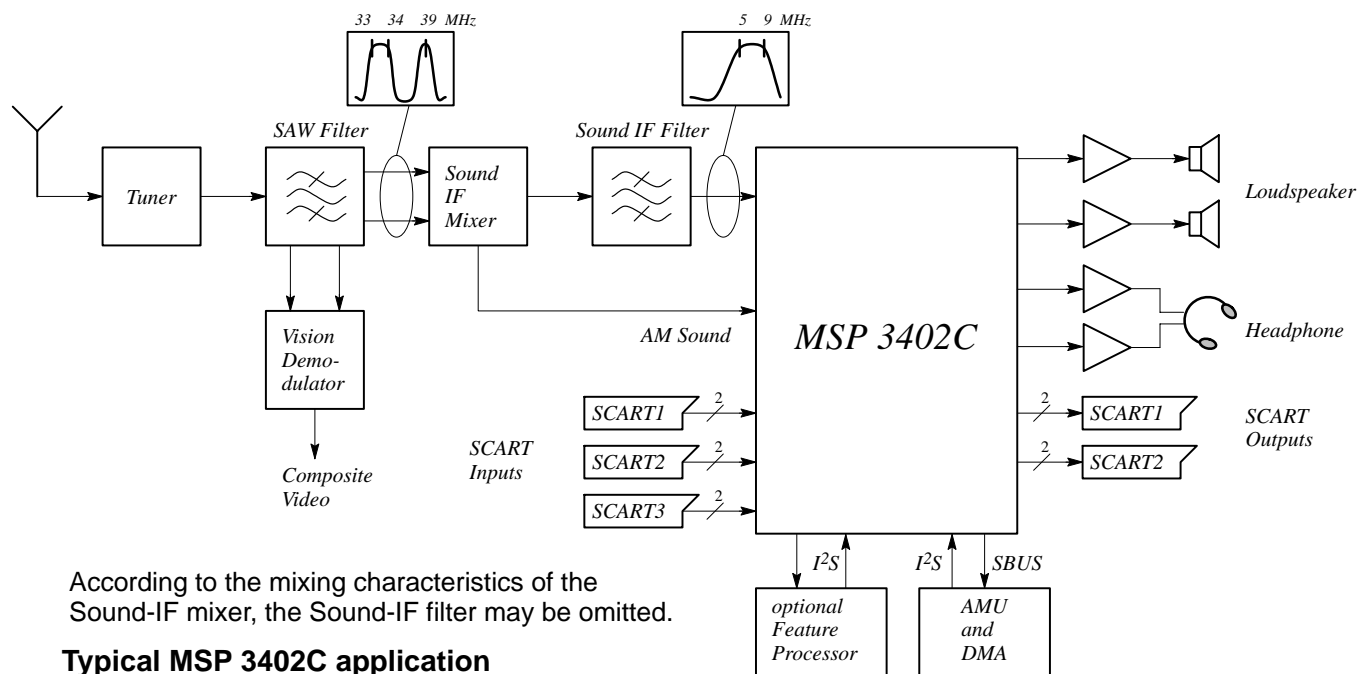 33 34 39 MHz
5 9 MHz
SAW Filter
Sound IF Filter
Tuner
Sound
IF
Mixer
Loudspeaker
Vision
Demo-
dulator
AM Sound
MSP 3402C
Headphone
Composite
Video
SCART
Inputs
SCART1
2
SCART2
2
SCART3
2
2
SCART1
2
SCART2
SCART
Outputs
I²S
I²S
SBUS
optional
Feature
Processor
AMU
and
DMA
According to the mixing characteristics of the
Sound-IF mixer, the Sound-IF filter may be omitted.
Typical MSP 3402C application